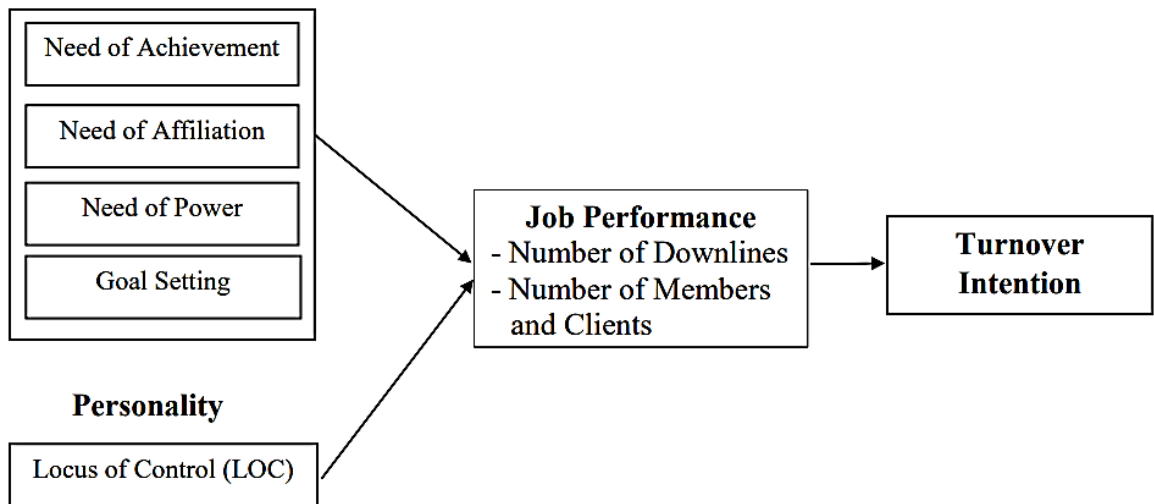 Need of Achievement
Need of Affiliation
Need of Power
Goal Setting
Personality
Locus of Control (LOC)
Job Performance
- Number of Downlines
- Number of Members
and Clients
Turnover
Intention